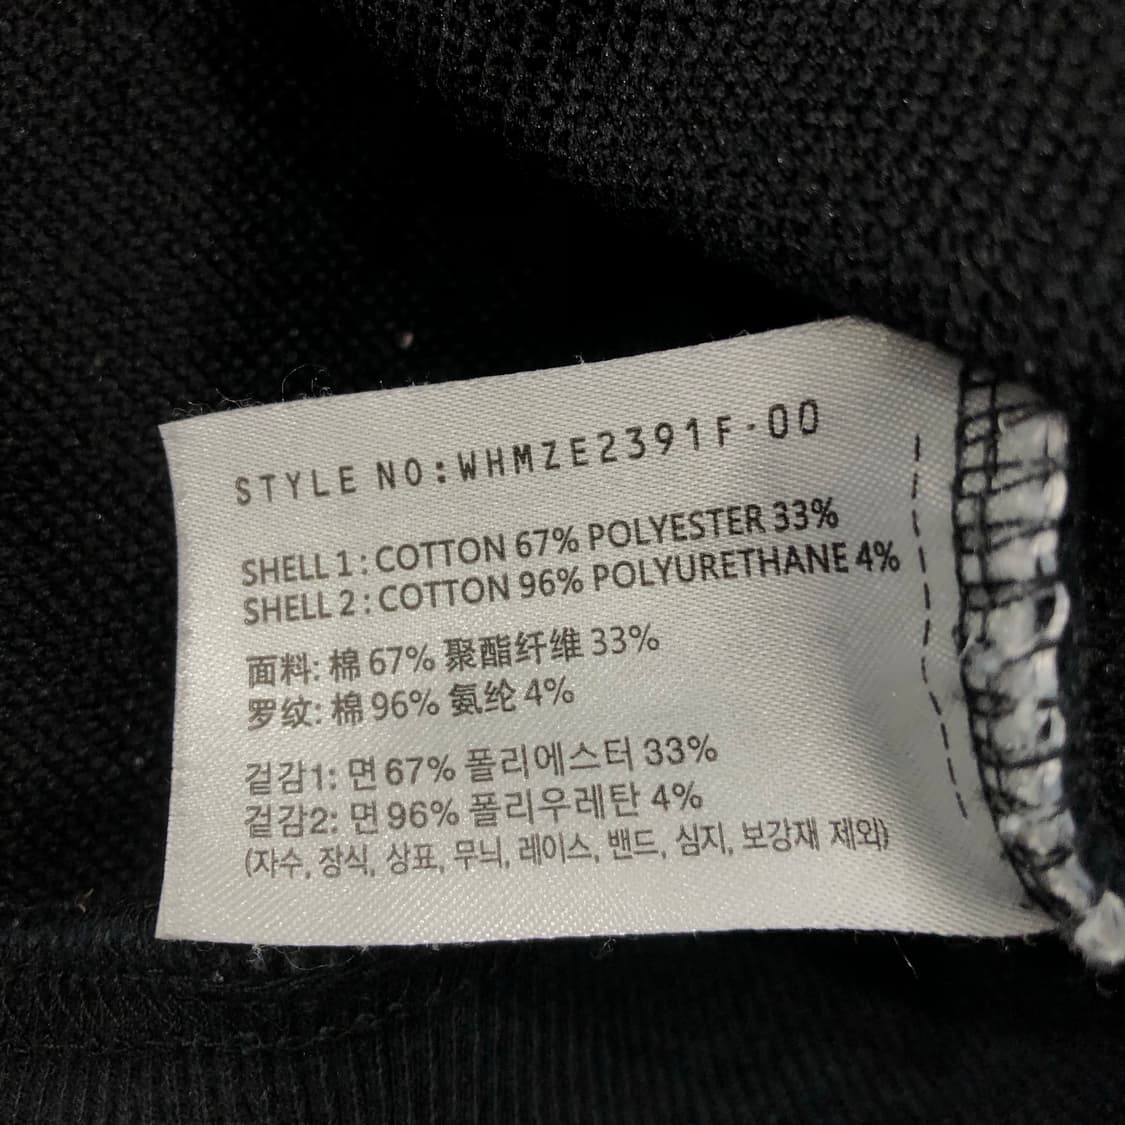 STYLE NO:WHMZE2391F-00
SHELL 1 : COTTON 67% POLYESTER 33%
SHELL 2 : COTTON 96% POLYURETHANE 4%
面料: 棉 67% 聚酯纤维 33%
罗纹: 棉 96% 氨纶 4%
겉감1: 면 67% 폴리에스터 33%
겉감2: 면 96% 폴리우레탄 4%
(자수, 장식, 상표, 무늬, 레이스, 밴드, 심지, 보강재 제외)